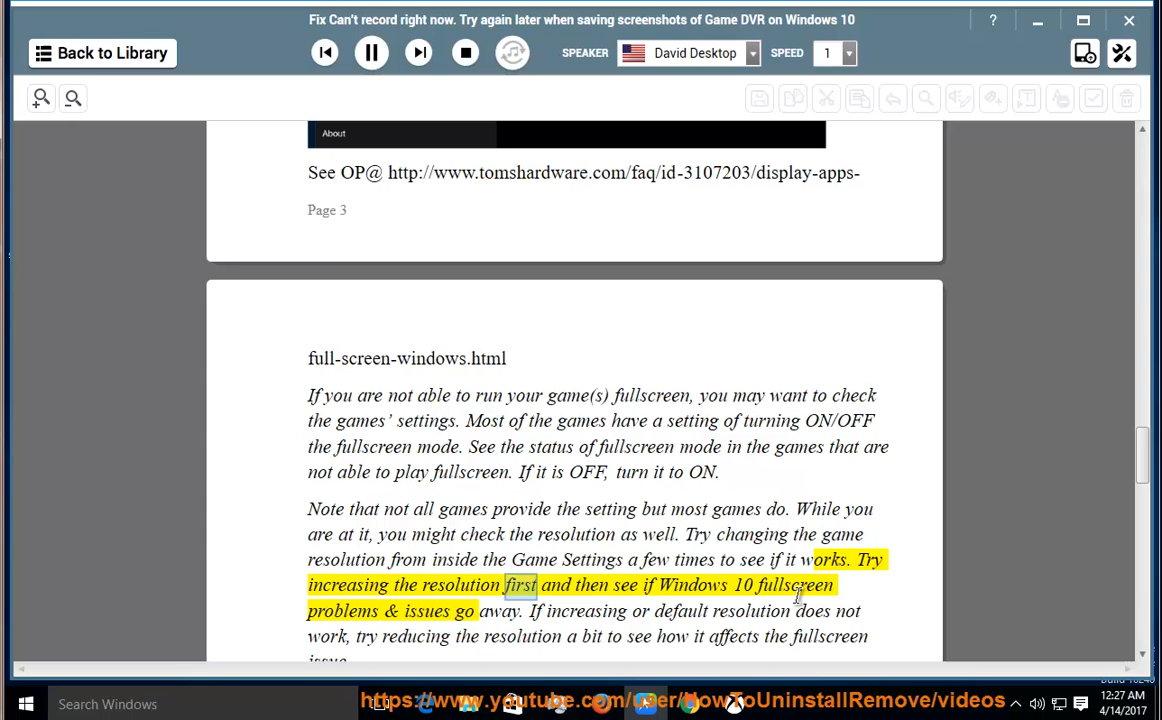 Fix Can't record right now. Try again later when saving screenshots of Game DVR on Windows 10
Back to Library
SPEAKER
David Desktop
SPEED
1
About
See OP@ http://www.tomshardware.com/faq/id-3107203/display-apps-
Page 3
full-screen-windows.html
If you are not able to run your game(s) fullscreen, you may want to check
the games’ settings. Most of the games have a setting of turning ON/OFF
the fullscreen mode. See the status of fullscreen mode in the games that are
not able to play fullscreen. If it is OFF, turn it to ON.
Note that not all games provide the setting but most games do. While you
are at it, you might check the resolution as well. Try changing the game
resolution from inside the Game Settings a few times to see if it works. Try
increasing the resolution first and then see if Windows 10 fullscreen
problems & issues go away. If increasing or default resolution does not
work, try reducing the resolution a bit to see how it affects the fullscreen
issue.
Search Windows
https://www.youtube.com/user/HowToUninstallRemove/videos
12:27 AM
4/14/2017